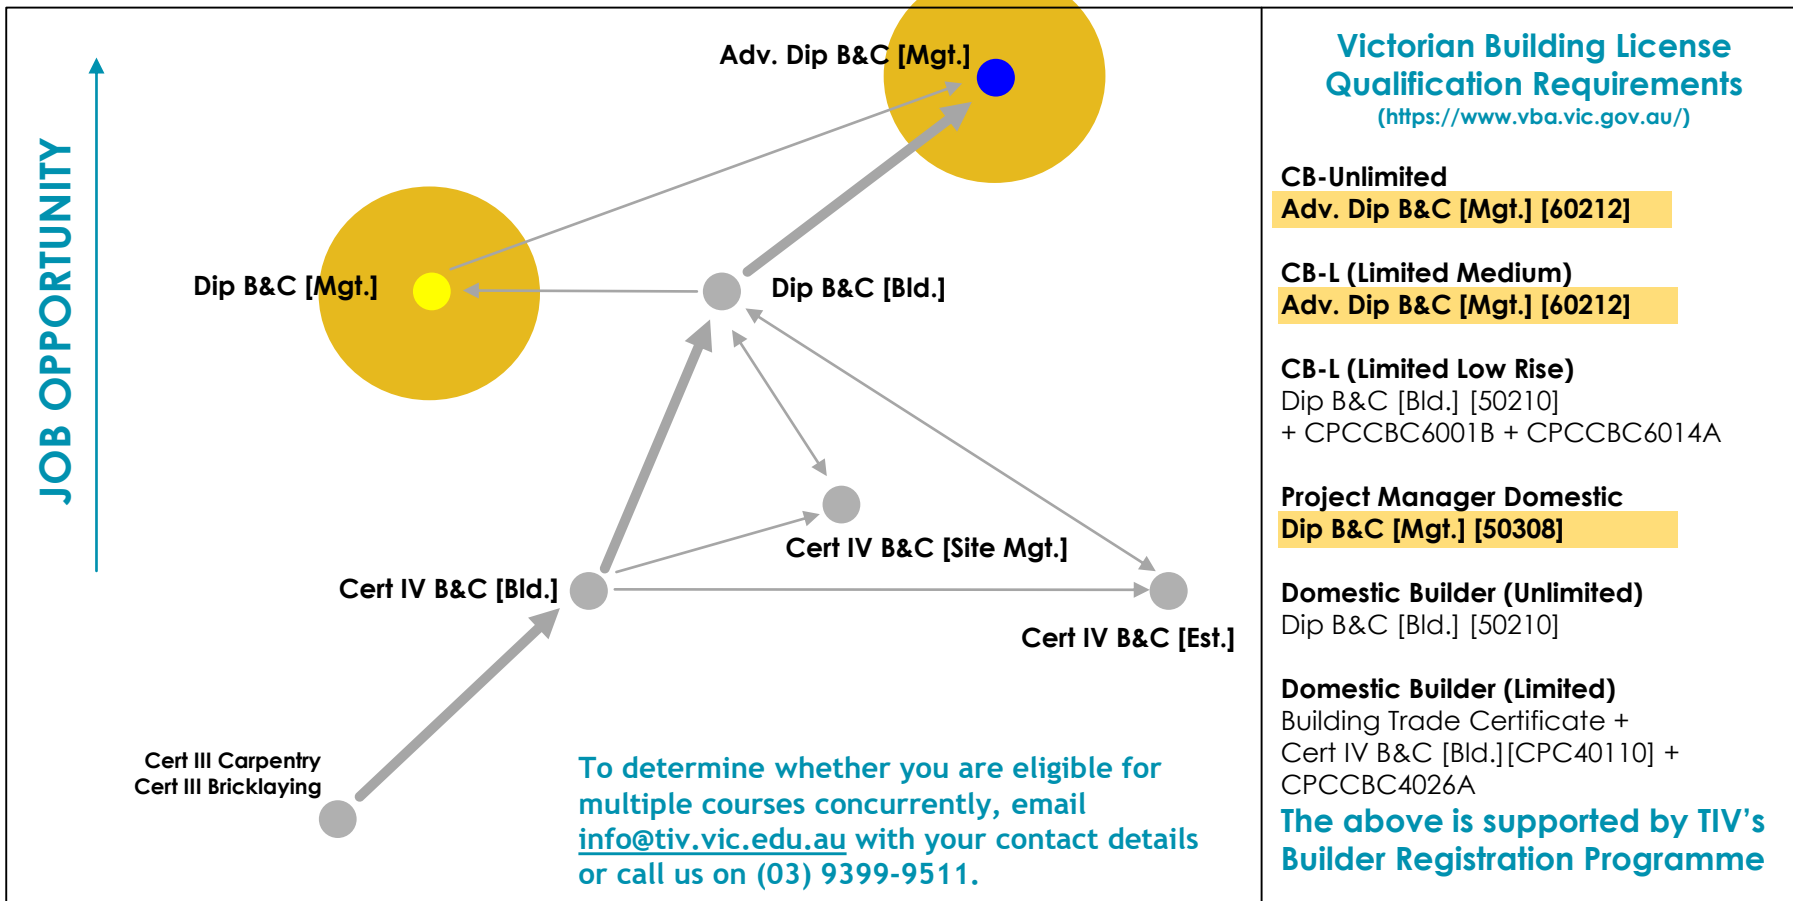 Adv. Dip B&C [Mgt.]
JOB OPPORTUNITY
Dip B&C [Mgt.]
Dip B&C [Bld.]
Cert IV B&C [Site Mgt.]
Cert IV B&C [Bld.]
Cert IV B&C [Est.]
Cert III Carpentry
Cert III Bricklaying
To determine whether you are eligible for
multiple courses concurrently, email
info@tiv.vic.edu.au with your contact details
or call us on (03) 9399-9511.
Victorian Building License
Qualification Requirements
(https://www.vba.vic.gov.au/)
CB-Unlimited
Adv. Dip B&C [Mgt.] [60212]
CB-L (Limited Medium)
Adv. Dip B&C [Mgt.] [60212]
CB-L (Limited Low Rise)
Dip B&C [Bld.] [50210]
+ CPCCBC6001B + CPCCBC6014A
Project Manager Domestic
Dip B&C [Mgt.] [50308]
Domestic Builder (Unlimited)
Dip B&C [Bld.] [50210]
Domestic Builder (Limited)
Building Trade Certificate +
Cert IV B&C [Bld.][CPC40110] +
CPCCBC4026A
The above is supported by TIV's
Builder Registration Programme